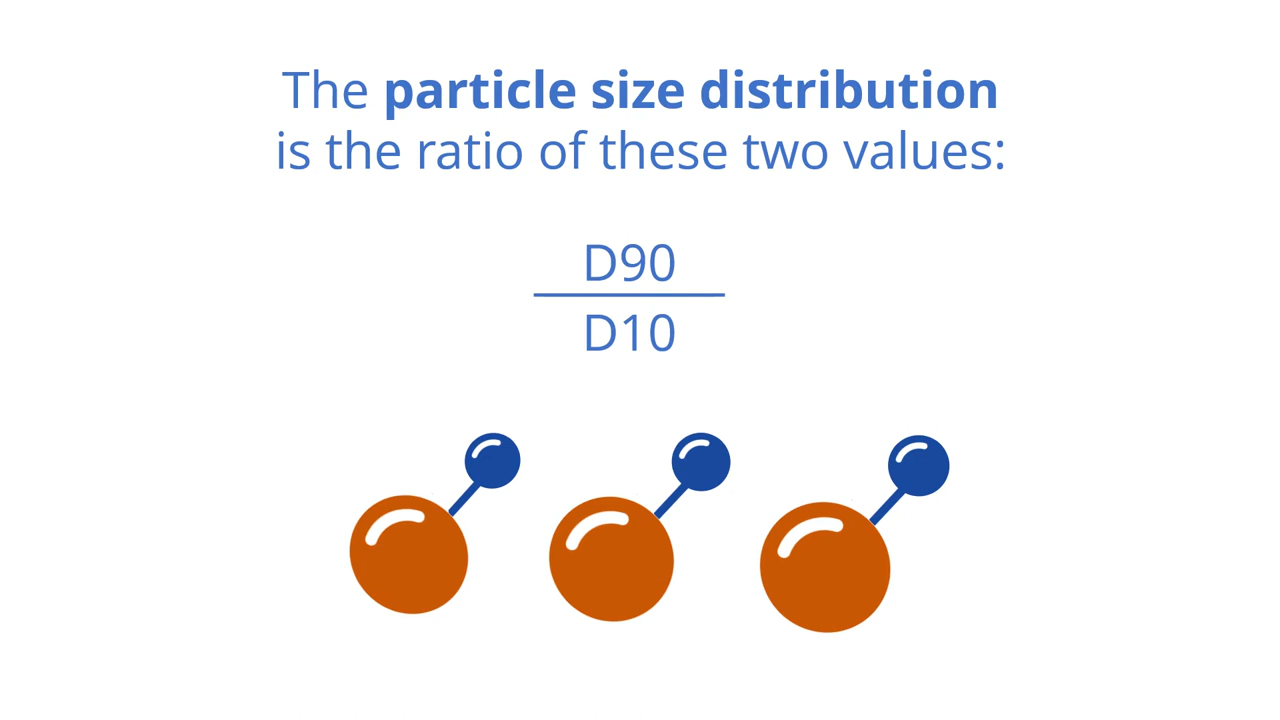 The particle size distribution
is the ratio of these two values:
D90
D10